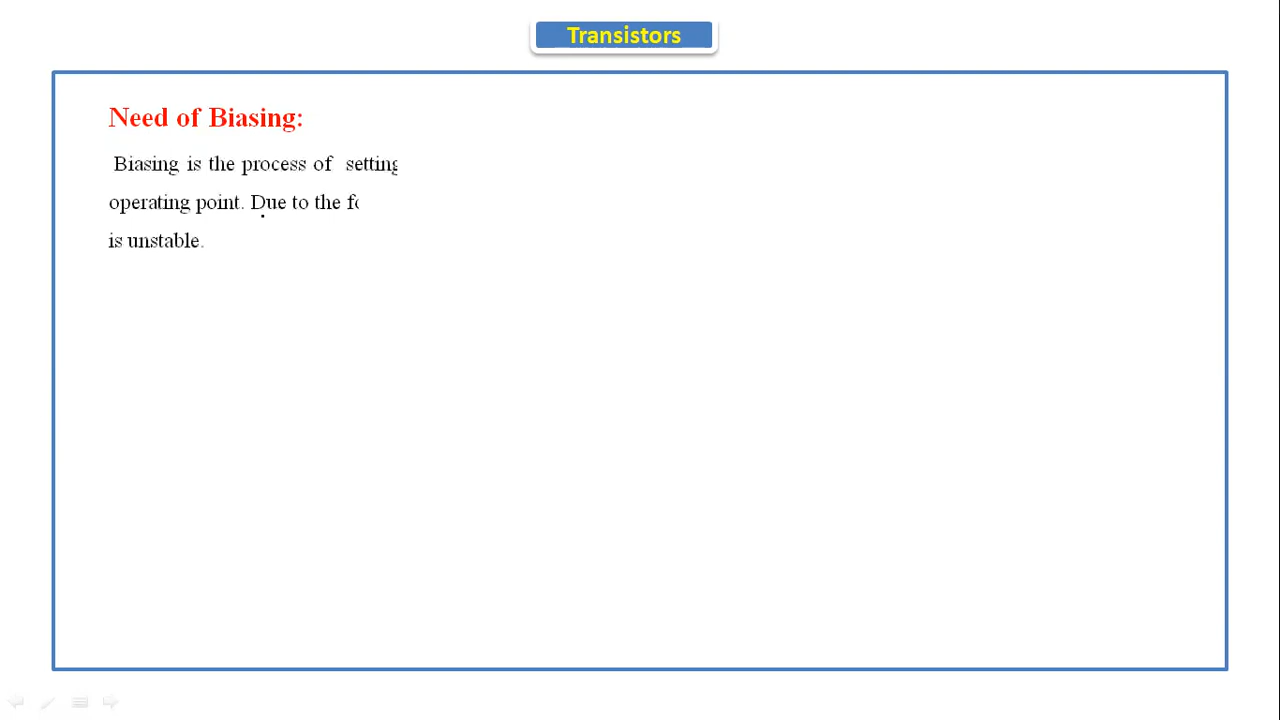 Transistors
Need of Biasing:
Biasing is the process of setting
operating point. Due to the
is unstable.